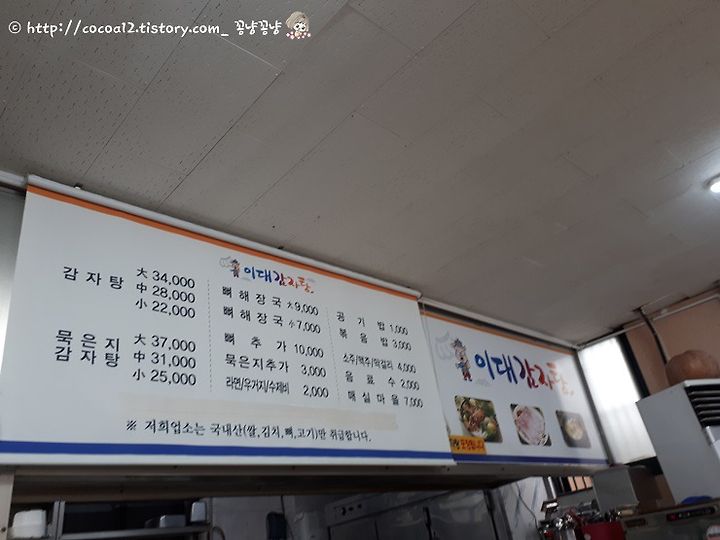 © http://cocoa12.tistory.com_ 꽁냥꽁냥
이대감자탕
감자탕 大 34,000
中 28,000
小 22,000
묵은지 감자탕 大 37,000
中 31,000
小 25,000
뼈해장국 大 9,000
뼈해장국 小 7,000
뼈추가 10,000
묵은지추가 3,000
라면/우거지/수제비 2,000
공기밥 1,000
볶음밥 3,000
소주/맥주/막걸리 4,000
음료수 2,000
매실마을 7,000
※ 저희업소는 국내산(쌀,김치,뼈,고기)만 취급합니다.
이대감자탕